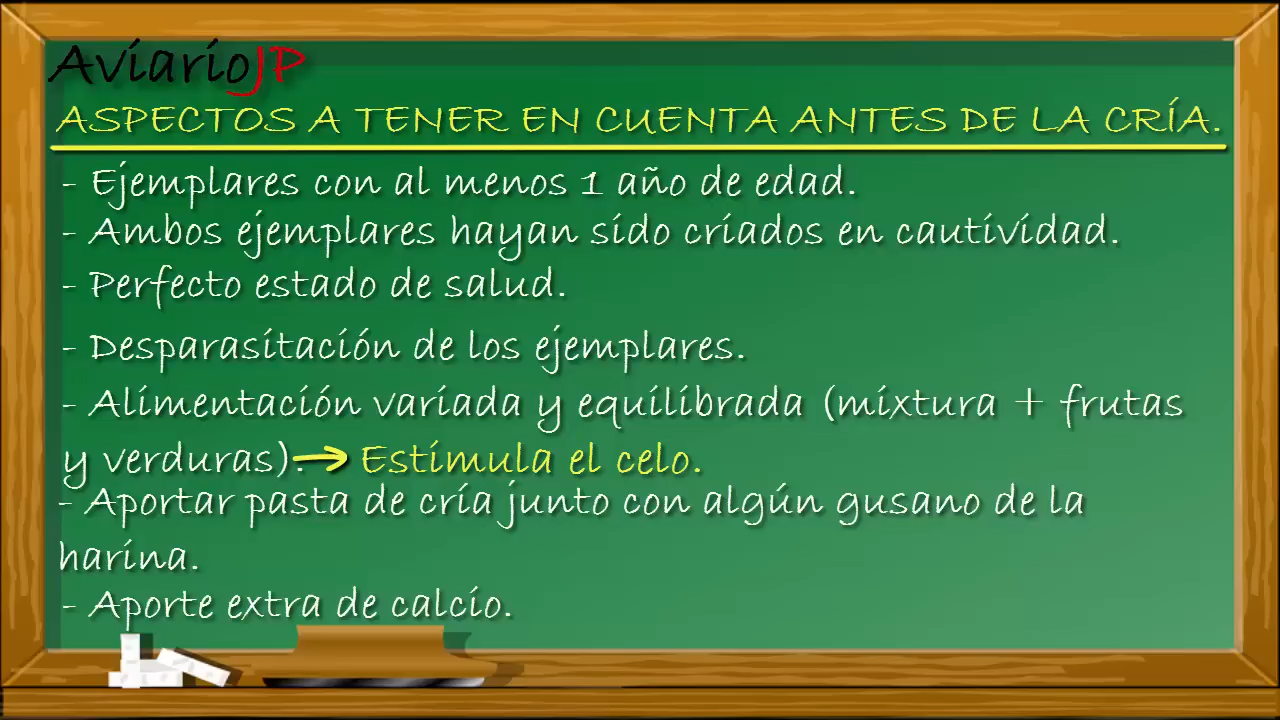 AviarioJP
ASPECTOS A TENER EN CUENTA ANTES DE LA CRÍA.
- Ejemplares con al menos 1 año de edad.
- Ambos ejemplares hayan sido criados en cautividad.
- Perfecto estado de salud.
- Desparasitación de los ejemplares.
- Alimentación variada y equilibrada (mixtura + frutas
y verduras). → Estimula el celo.
- Aportar pasta de cría junto con algún gusano de la
harina.
- Aporte extra de calcio.